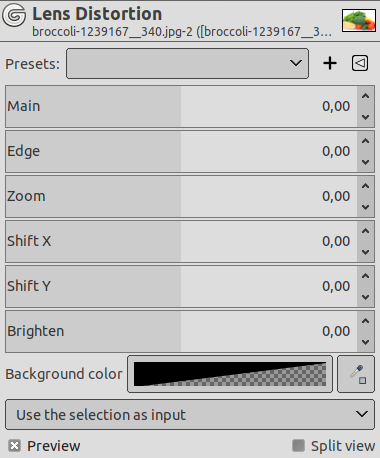 Lens Distortion
broccoli-1239167__340.jpg-2 ([broccoli-1239167__3…
Presets:
Main 0,00
Edge 0,00
Zoom 0,00
Shift X 0,00
Shift Y 0,00
Brighten 0,00
Background color
Use the selection as input
Preview Split view